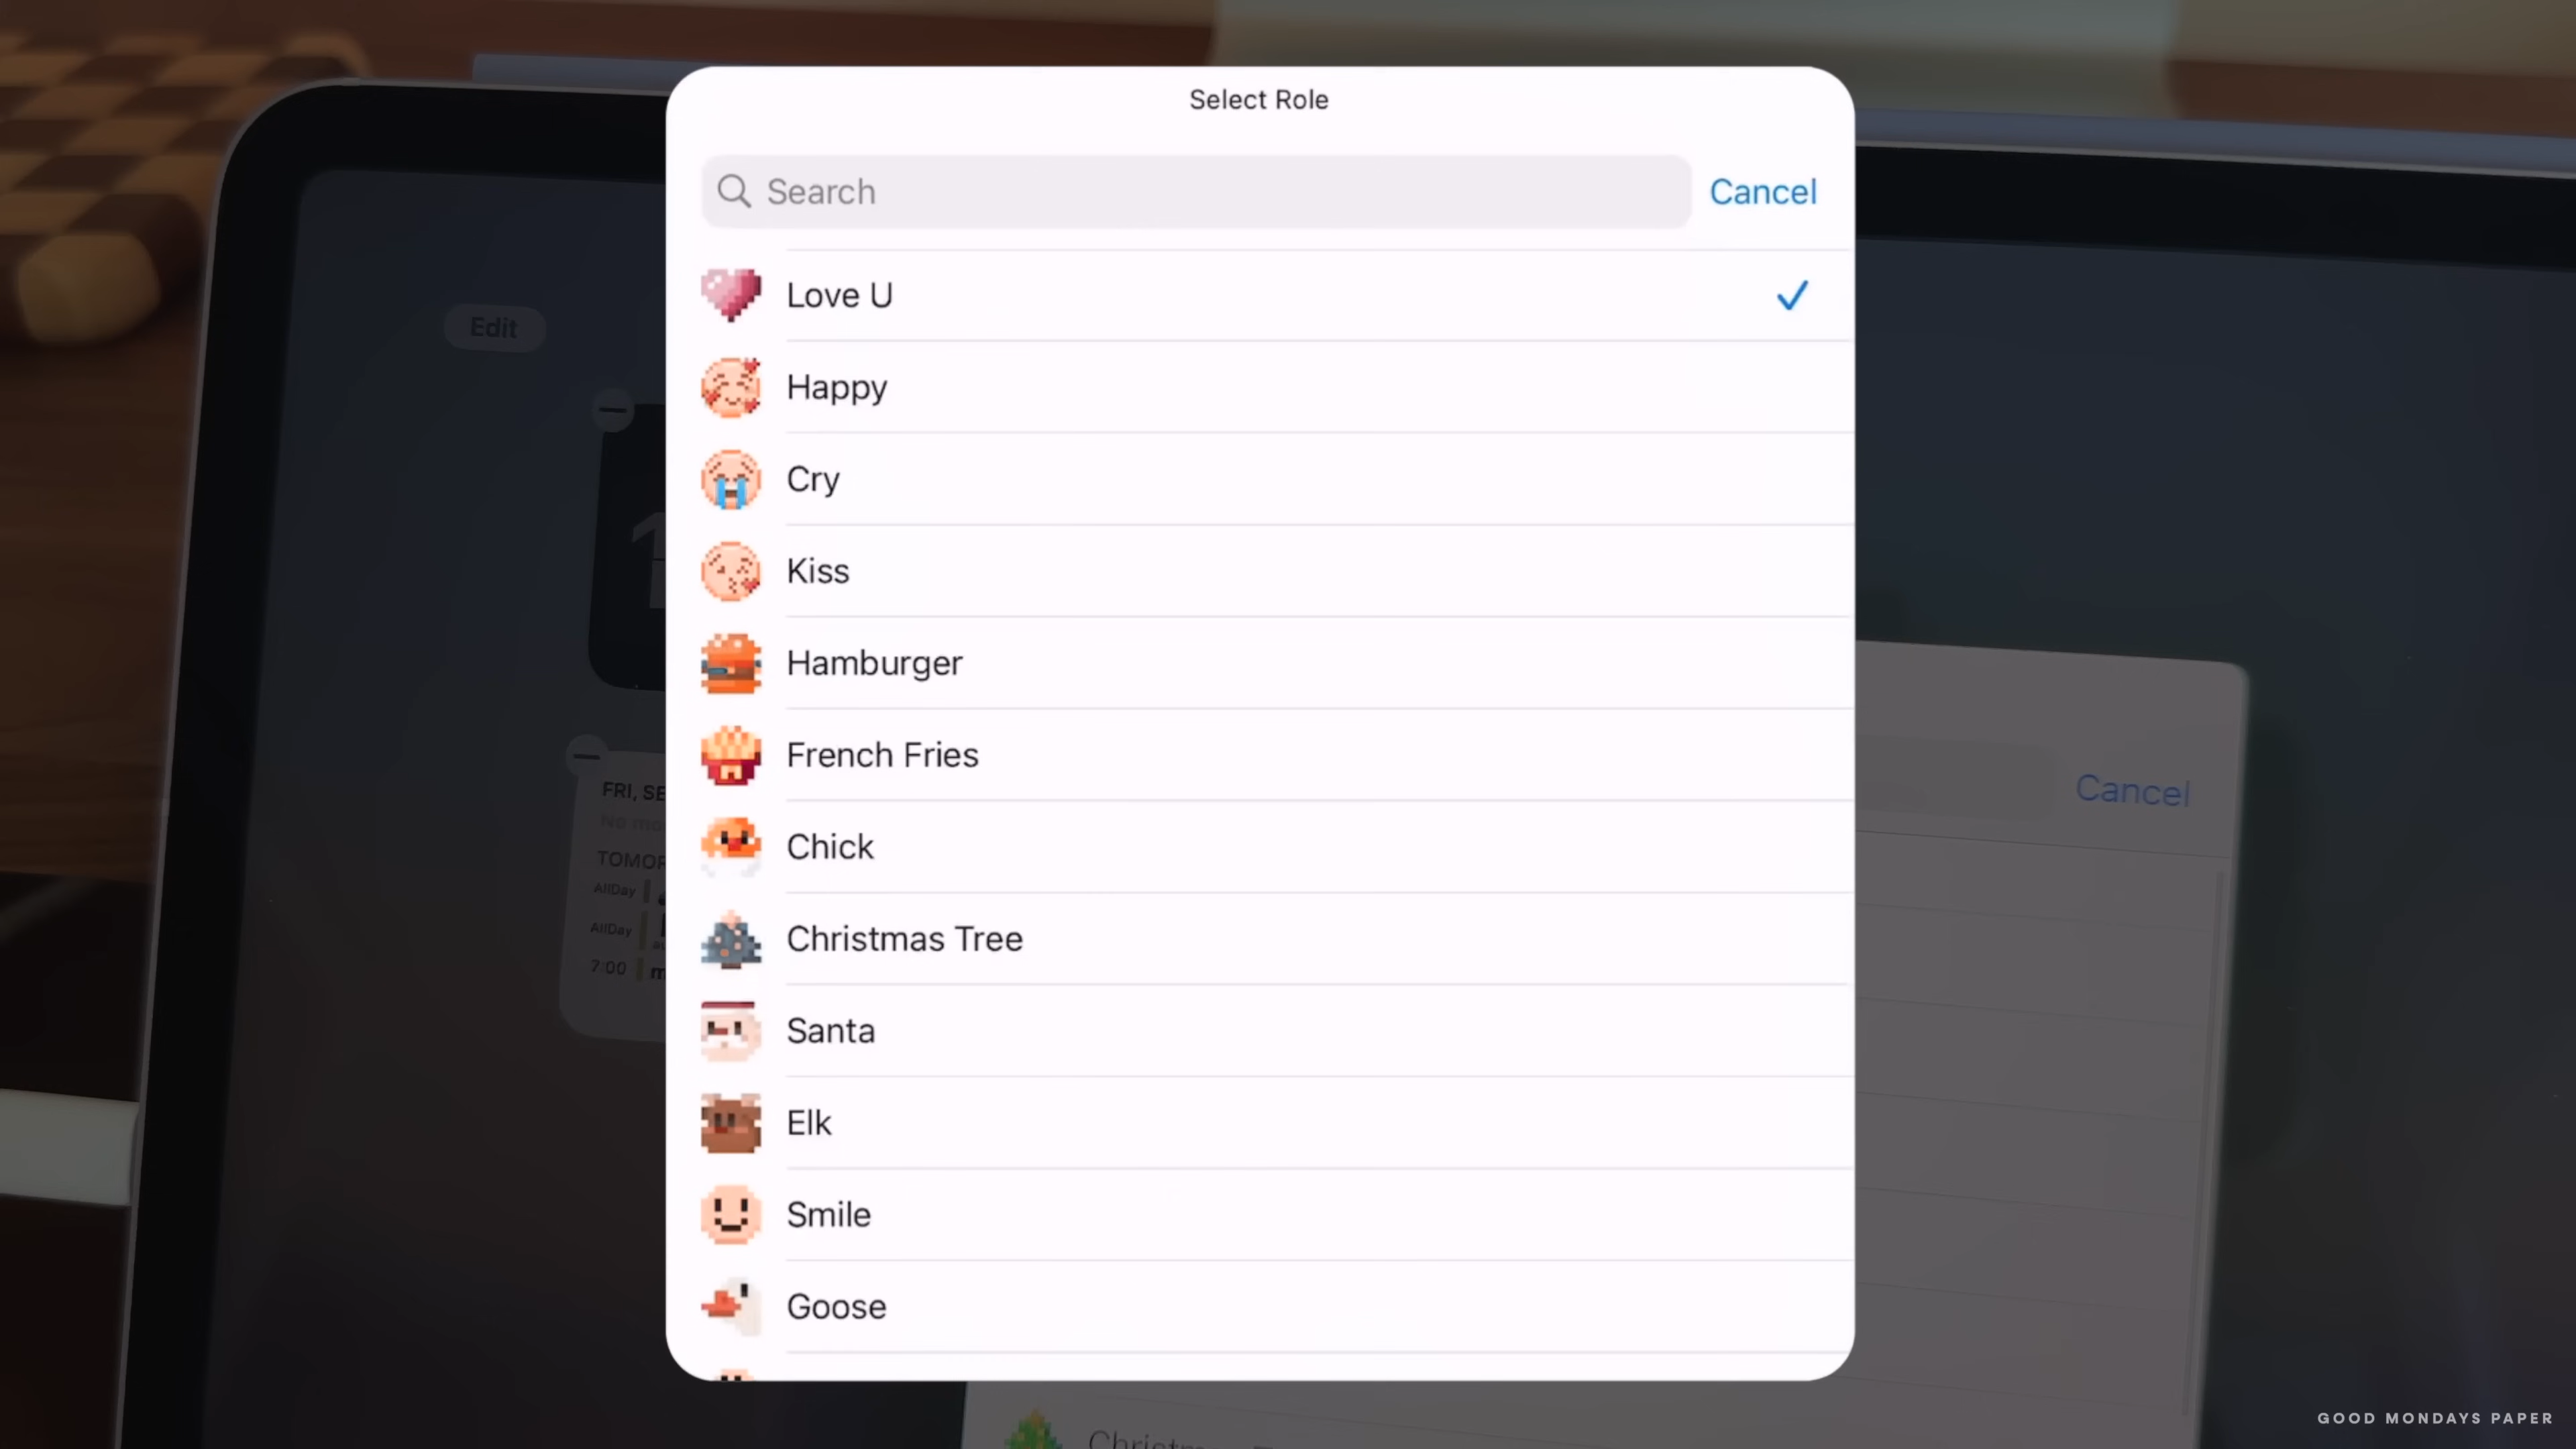 Select Role
Search
Cancel
Love U
Happy
Cry
Kiss
Hamburger
French Fries
Chick
Christmas Tree
Santa
Elk
Smile
Goose
Edit
FRI,
AllDay
AllDay
7:00
Cancel
GOOD MONDAYS PAPER